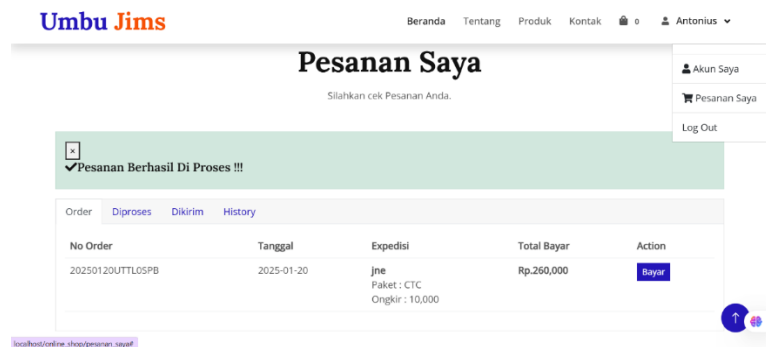 Umbu Jims
Beranda Tentang Produk Kontak 0 Antonius
Akun Saya
Pesanan Saya
Log Out
Pesanan Saya
Silahkan cek Pesanan Anda.
×
Pesanan Berhasil Di Proses !!!
Order Diproses Dikirim History
No Order Tanggal Expedisi Total Bayar Action
20250120UTTL0SPB 2025-01-20 jne Rp.260,000 Bayar
Paket : CTC
Ongkir : 10,000
localhost/online_shop/pesanan_saya#